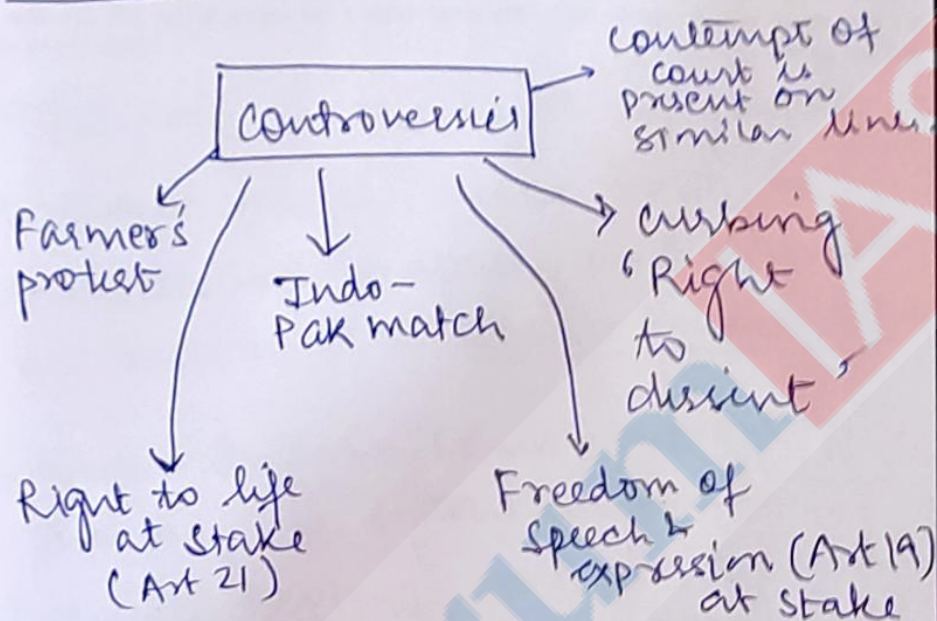 Controversies
contempt of
court is
present on
similar lines.
Farmer's
protest
Indo-
Pak match
curbing
'Right
to
dissent'
Right to life
at stake
(Art 21)
Freedom of
speech &
expression (Art 19)
at stake
IAS